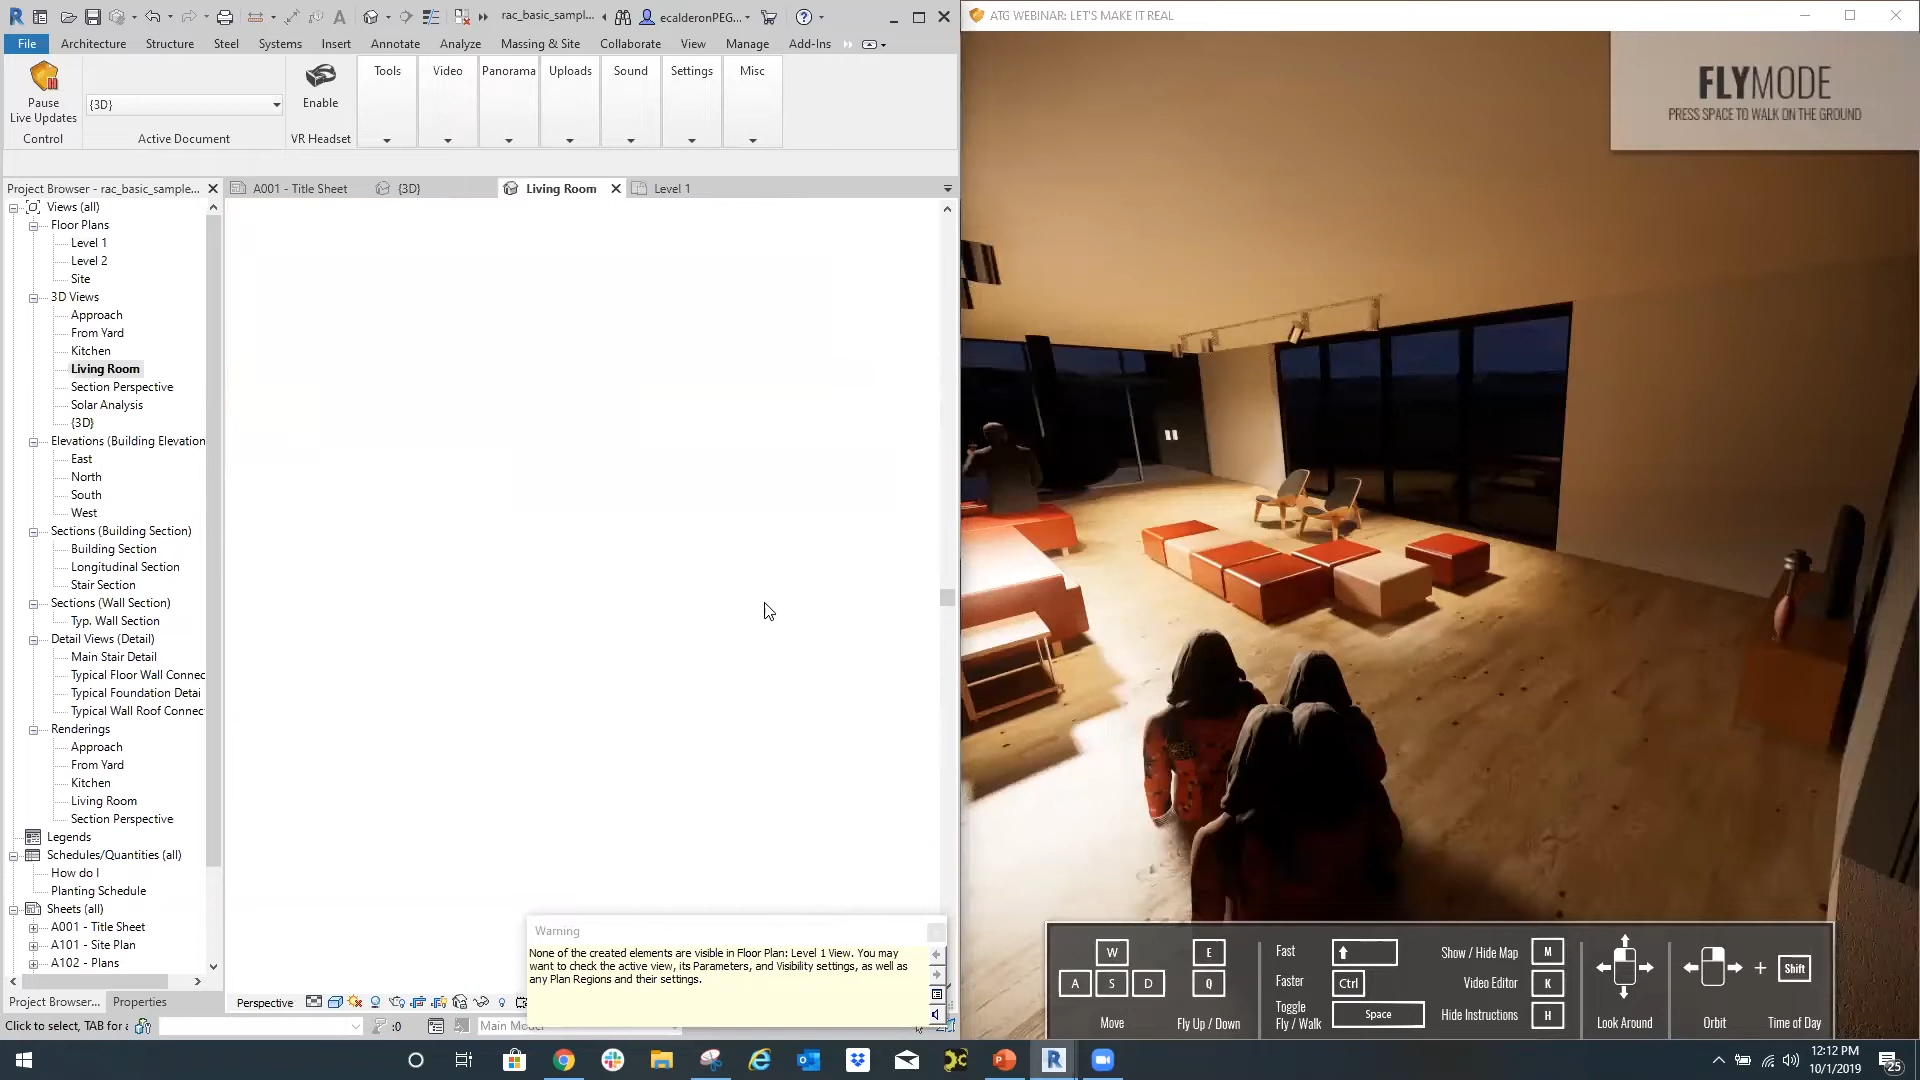 rac_basic_sampl...
ecalderonPEG...
File
Architecture
Structure
Steel
Systems
Insert
Annotate
Analyze
Massing & Site
Collaborate
View
Manage
Add-Ins
Pause
Live Updates
Control
{3D}
Active Document
Enable
VR Headset
Tools
Video
Panorama
Uploads
Sound
Settings
Misc
Project Browser - rac_basic_sample...
A001 - Title Sheet
{3D}
Living Room
Level 1
Views (all)
Floor Plans
Level 1
Level 2
Site
3D Views
Approach
From Yard
Kitchen
Living Room
Section Perspective
Solar Analysis
{3D}
Elevations (Building Elevation
East
North
South
West
Sections (Building Section)
Building Section
Longitudinal Section
Stair Section
Sections (Wall Section)
Typ. Wall Section
Detail Views (Detail)
Main Stair Detail
Typical Floor Wall Connec
Typical Foundation Detai
Typical Wall Roof Connec
Renderings
Approach
From Yard
Kitchen
Living Room
Section Perspective
Legends
Schedules/Quantities (all)
How do I
Planting Schedule
Sheets (all)
A001 - Title Sheet
A101 - Site Plan
A102 - Plans
Project Browser...
Properties
Perspective
Click to select, TAB for a
:0
Main Model
Warning
None of the created elements are visible in Floor Plan: Level 1 View. You may
want to check the active view, its Parameters, and Visibility settings, as well as
any Plan Regions and their settings.
ATG WEBINAR: LET'S MAKE IT REAL
FLYMODE
PRESS SPACE TO WALK ON THE GROUND
W
A
S
D
Move
E
Q
Fly Up / Down
Fast
Faster
Ctrl
Toggle
Fly / Walk
Space
Show / Hide Map
M
Video Editor
K
Hide Instructions
H
Look Around
Orbit
+
Shift
Time of Day
12:12 PM
10/1/2019
25